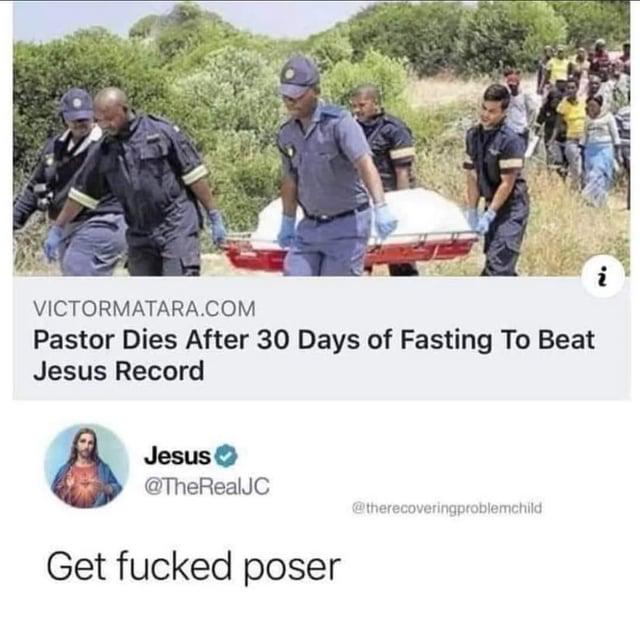 i
VICTORMATARA.COM
Pastor Dies After 30 Days of Fasting To Beat
Jesus Record
Jesus
@TheRealJC
@therecoveringproblemchild
Get fucked poser